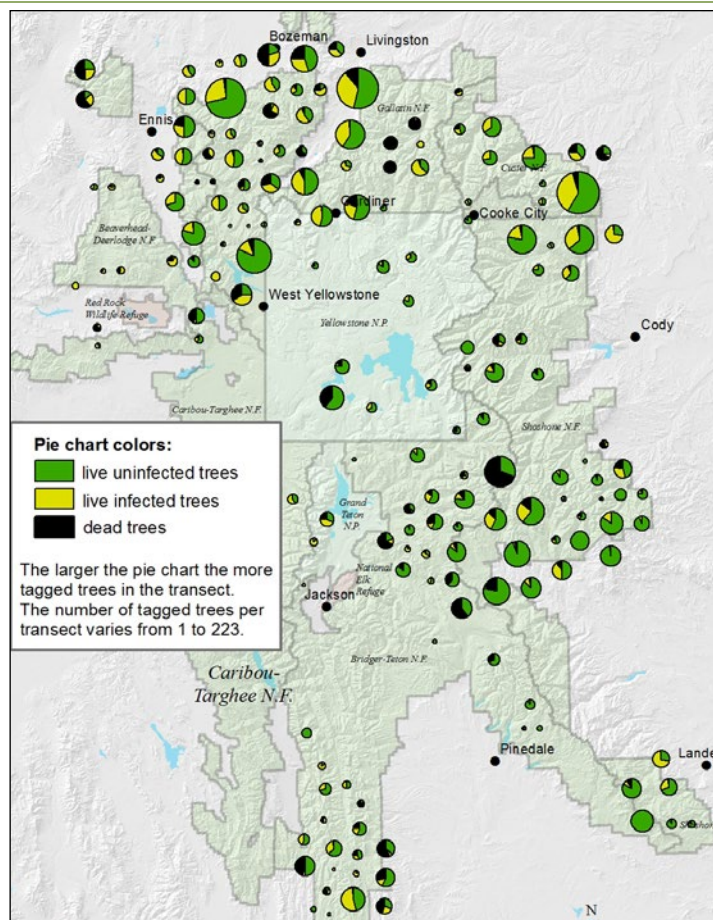 Bozeman
Livingston
Gallatin N.F.
Ennis
Custer N.F.
Gardiner
Cooke City
Beaverhead-
Deerlodge N.F.
West Yellowstone
Red Rock
Wildlife Refuge
Yellowstone N.P.
Cody
Caribou-Targhee N.F.
Shoshone N.F.
Pie chart colors:
live uninfected trees
live infected trees
dead trees
The larger the pie chart the more
tagged trees in the transect.
The number of tagged trees per
transect varies from 1 to 223.
Grand
Teton
N.P.
National
Elk
Refuge
Jackson
Bridger-Teton N.F.
Caribou-
Targhee N.F.
Pinedale
Lande
N